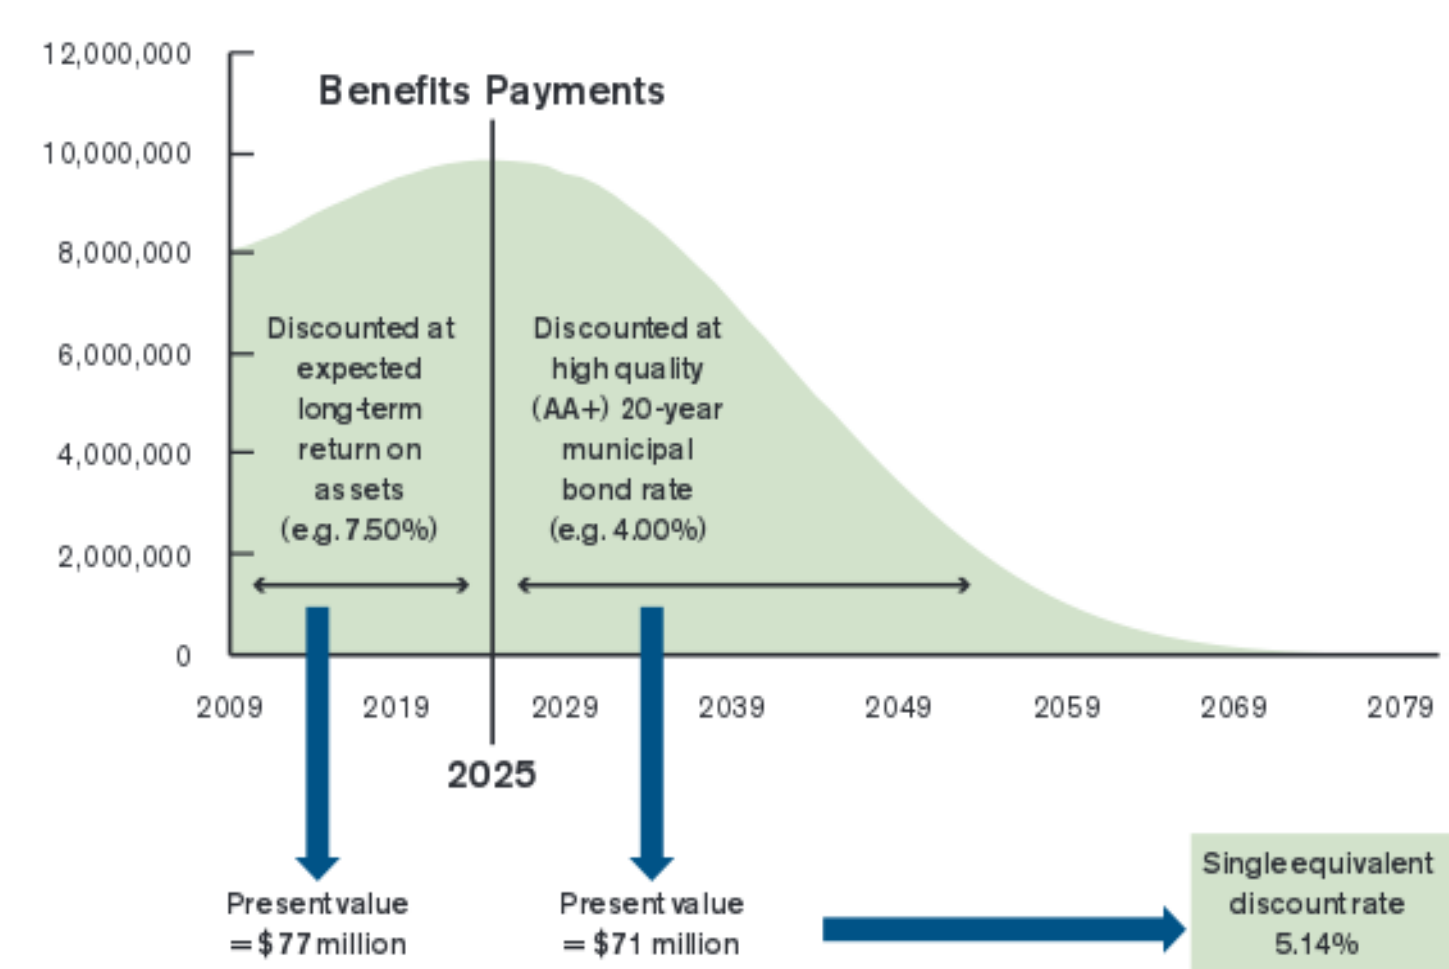 Benefits Payments
12,000,000
10,000,000
8,000,000
6,000,000
4,000,000
2,000,000
0
Discounted at
expected
long-term
return on
assets
(e.g. 7.50%)
Discounted at
high quality
(AA+) 20-year
municipal
bond rate
(e.g. 4.00%)
2009 2019 2029 2039 2049 2059 2069 2079
2025
Present value
= $77 million
Present value
= $71 million
Single equivalent
discount rate
5.14%